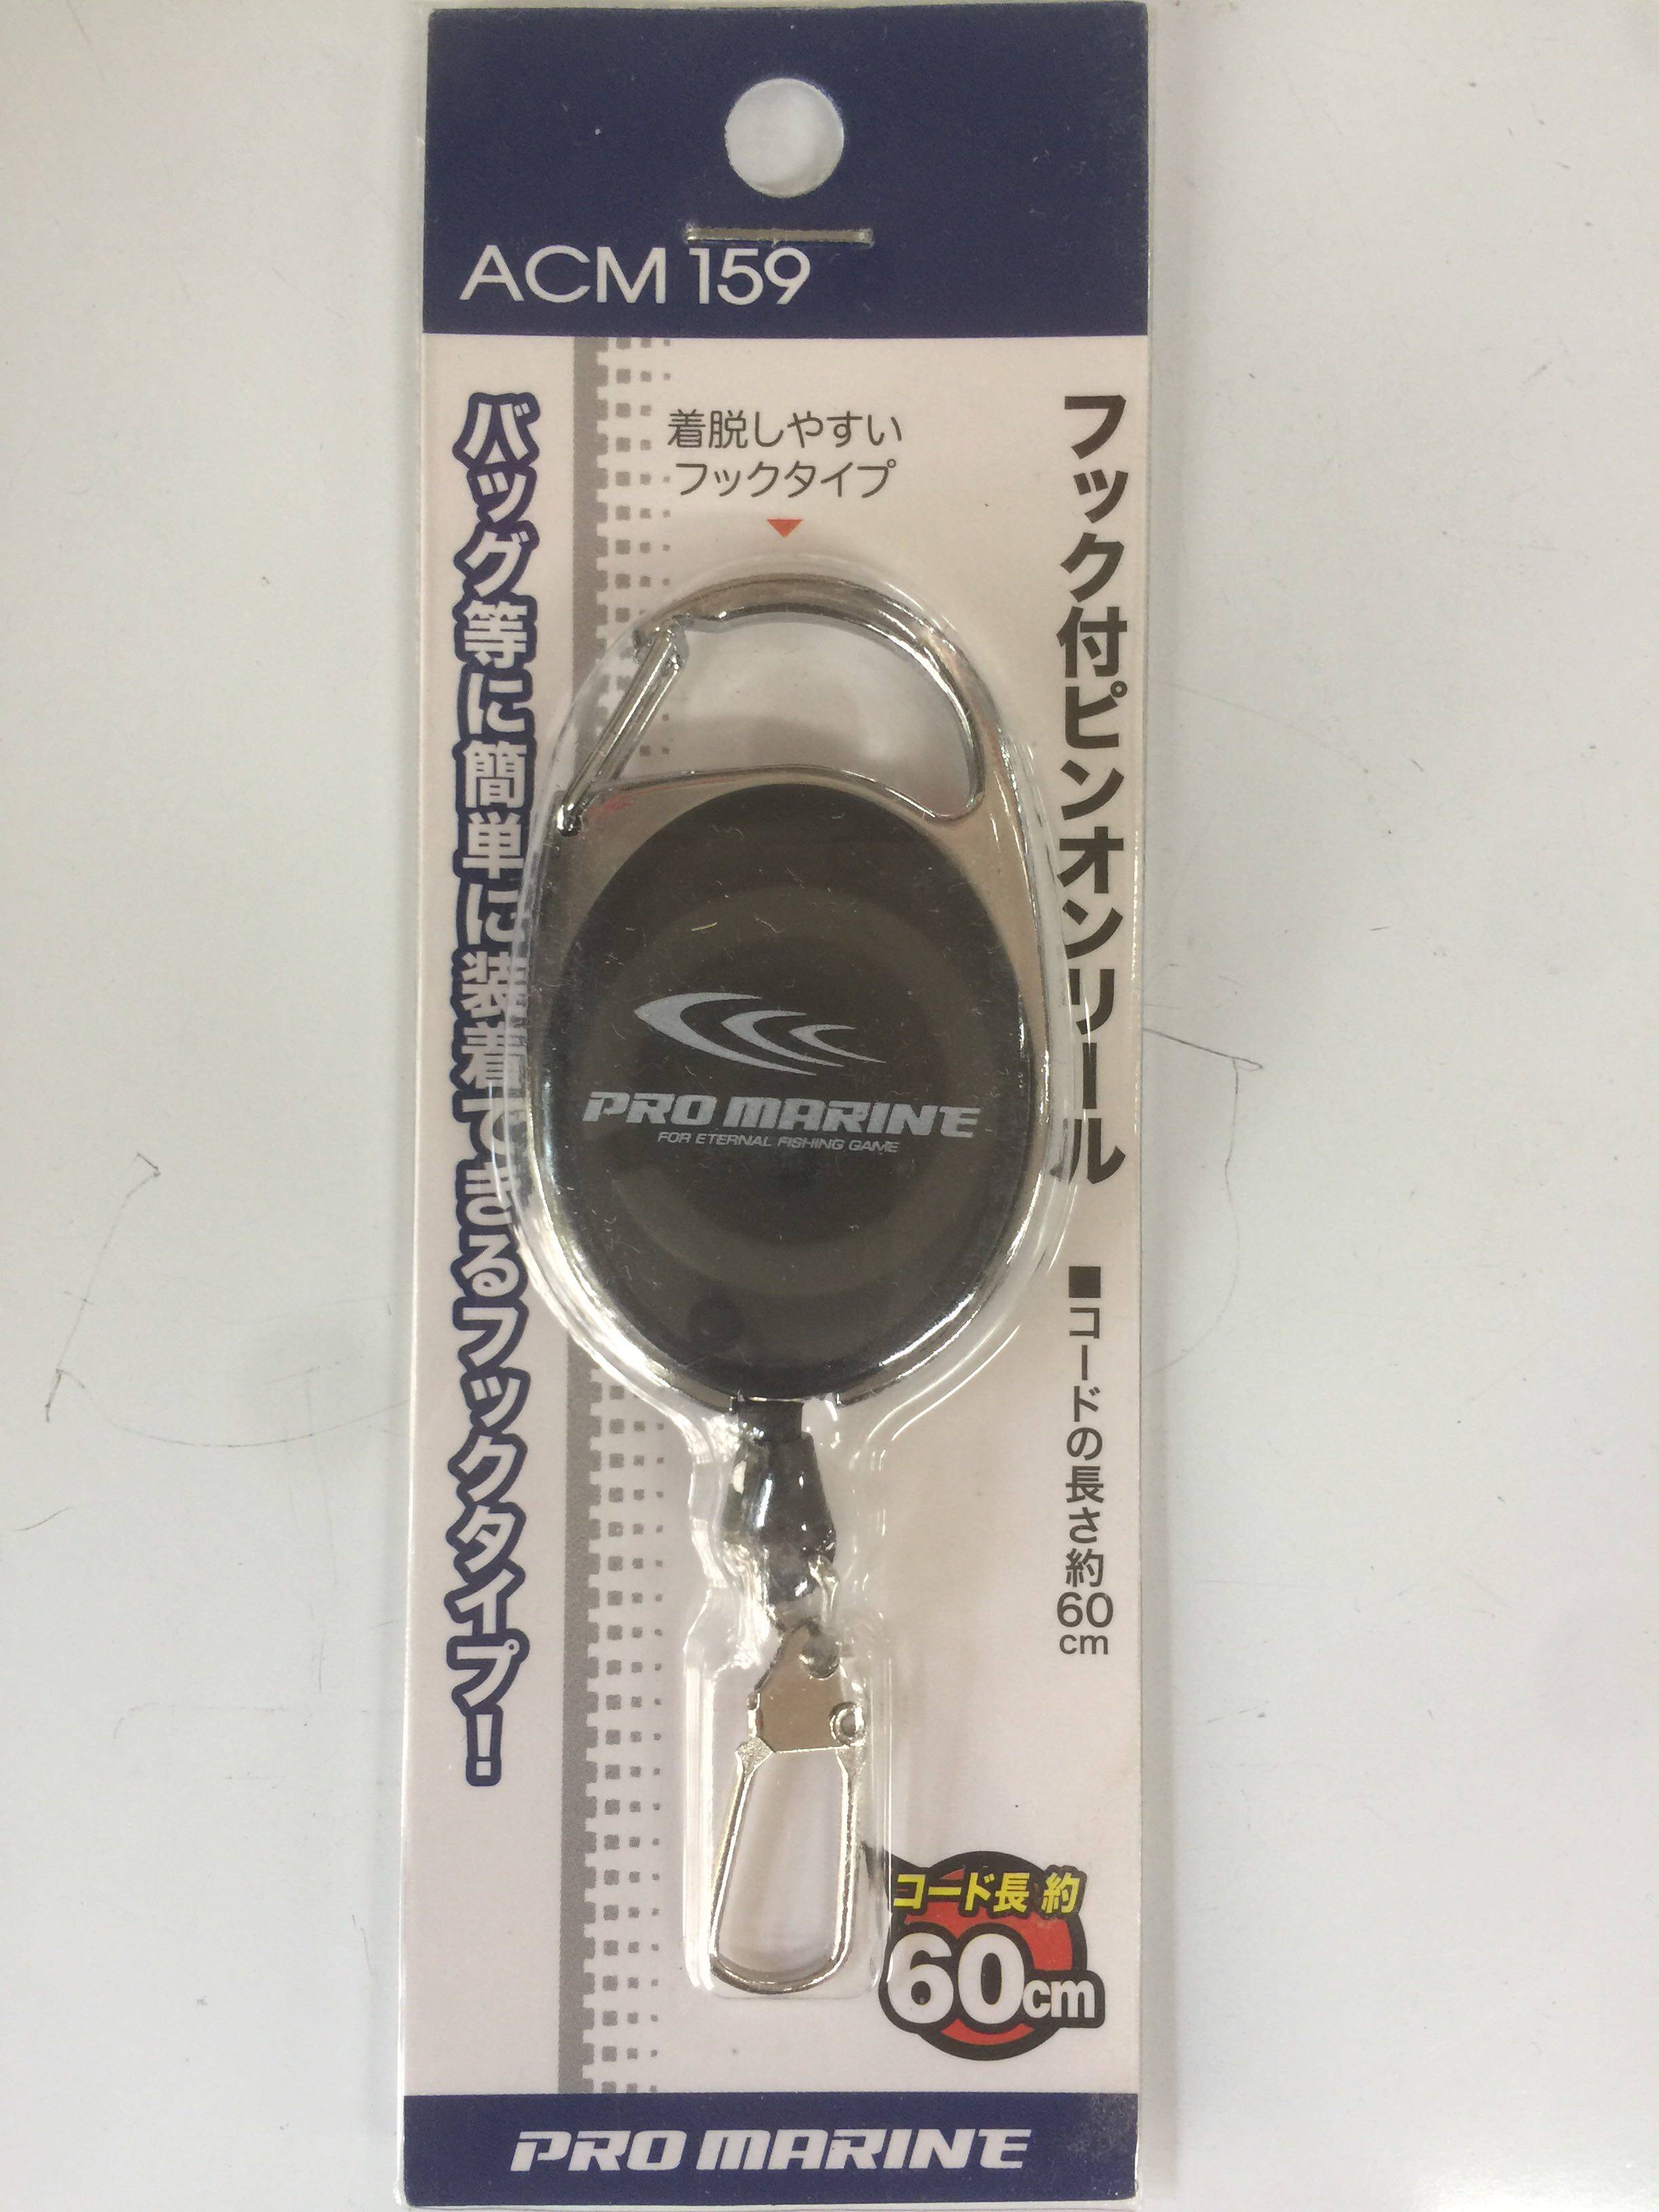 ACM 159
フック付ピンオンリール
■コードの長さ約60cm
着脱しやすい
フックタイプ
バッグ等に簡単に装着できるフックタイプ!
PRO MARINE
FOR ETERNAL FISHING GAME
コード長 約
60cm
PRO MARINE